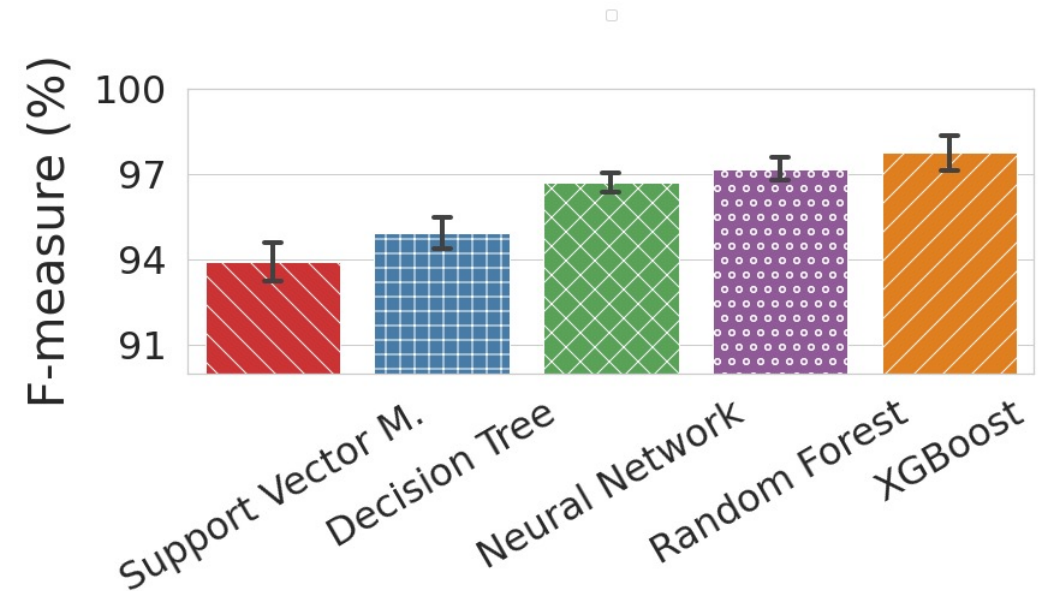 F-measure (%)
100
97
94
91
Support Vector M.
Decision Tree
Neural Network
Random Forest
XGBoost